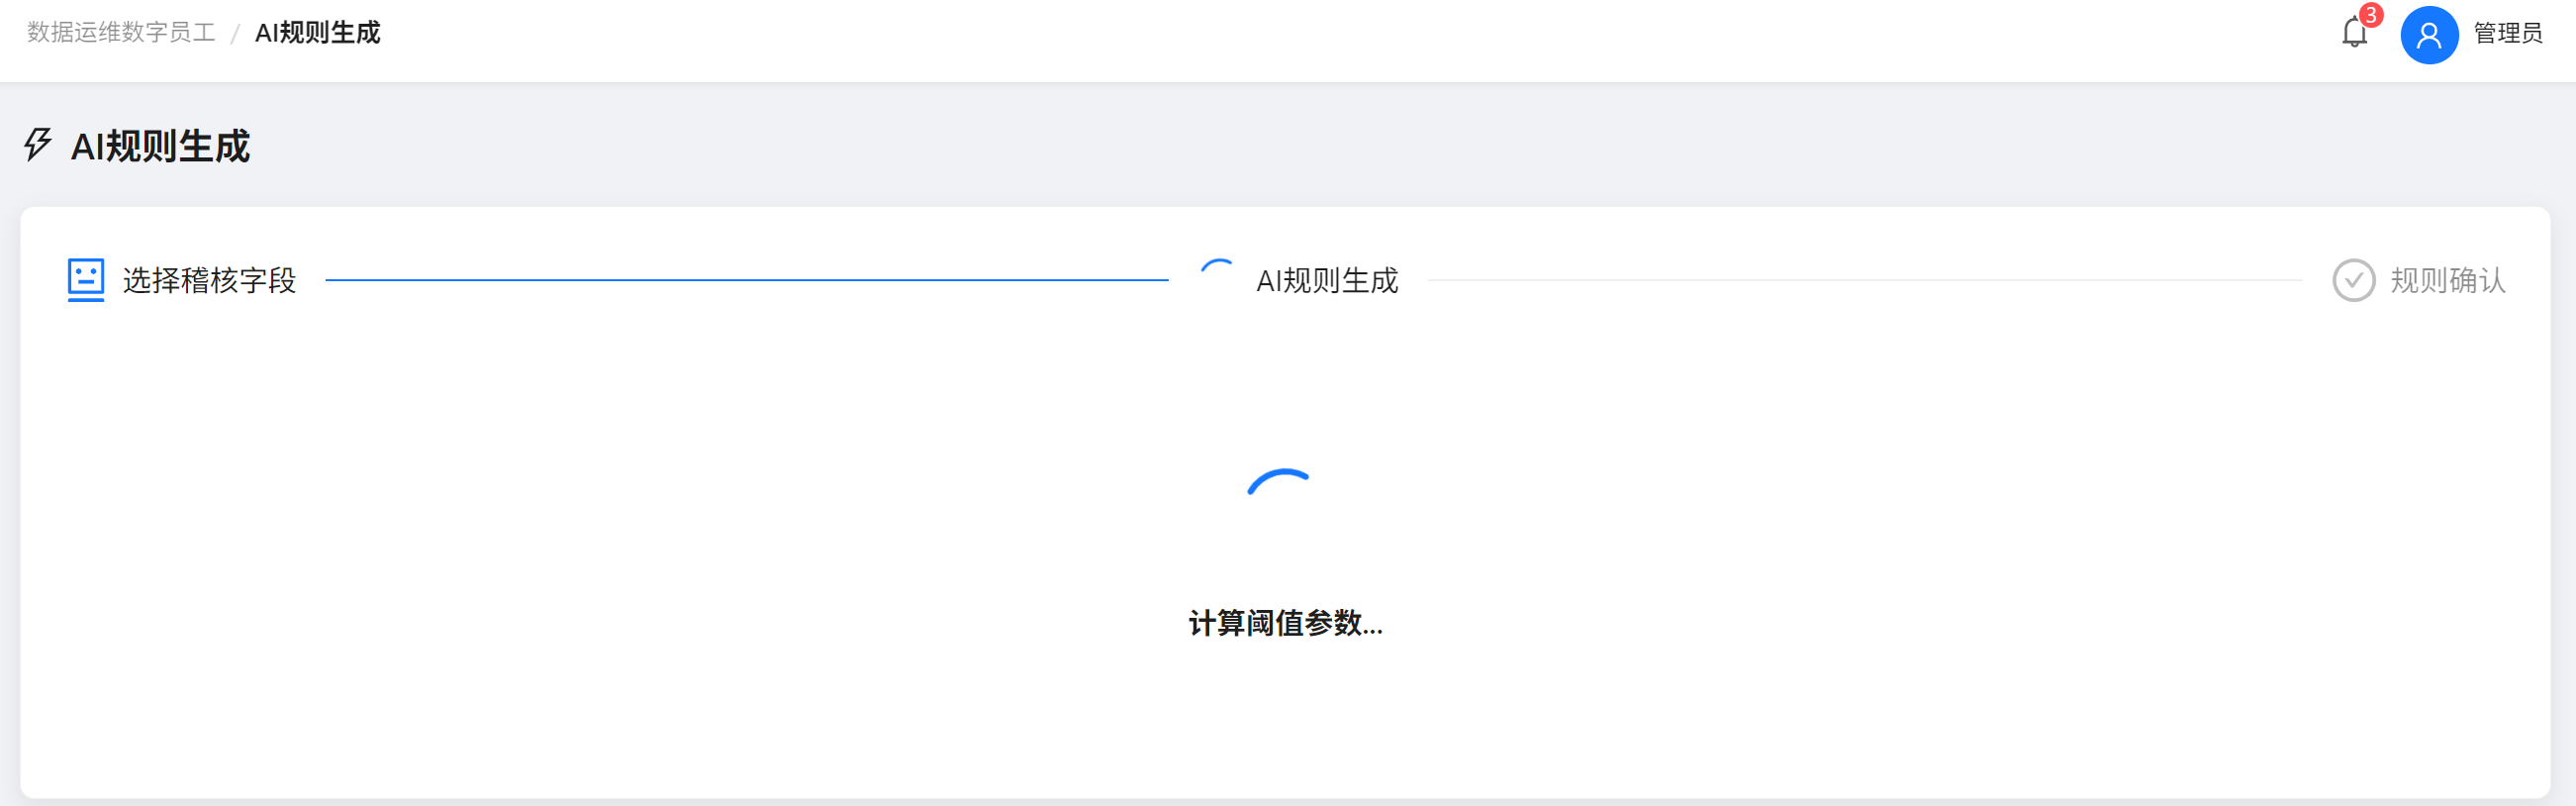 数据运维数字员工 / AI规则生成
3
管理员
AI规则生成
选择稽核字段
AI规则生成
规则确认
计算阈值参数...